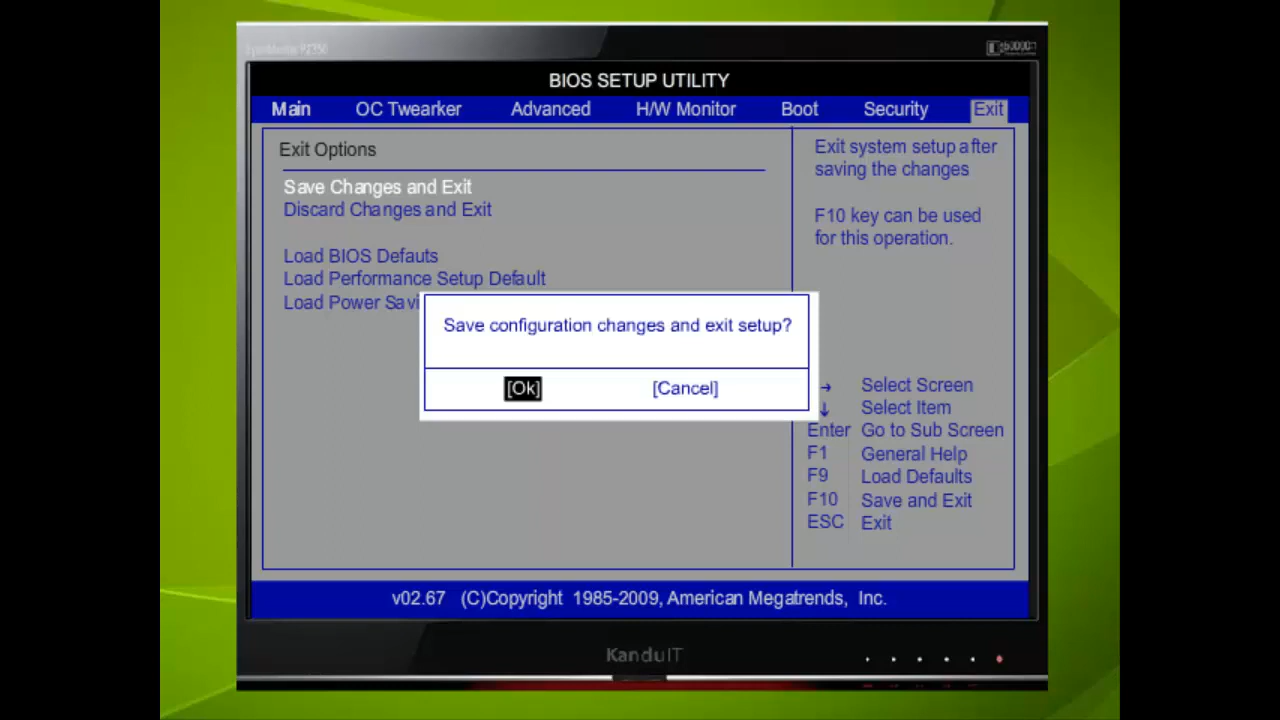 BIOS SETUP UTILITY
Main OC Twearker Advanced H/W Monitor Boot Security Exit
Exit Options
Save Changes and Exit
Discard Changes and Exit
Load BIOS Defauts
Load Performance Setup Default
Load Power Savi
Save configuration changes and exit setup?
[Ok] [Cancel]
Exit system setup after
saving the changes
F10 key can be used
for this operation.
→ Select Screen
↓ Select Item
Enter Go to Sub Screen
F1 General Help
F9 Load Defaults
F10 Save and Exit
ESC Exit
v02.67 (C)Copyright 1985-2009, American Megatrends, Inc.
KanduIT